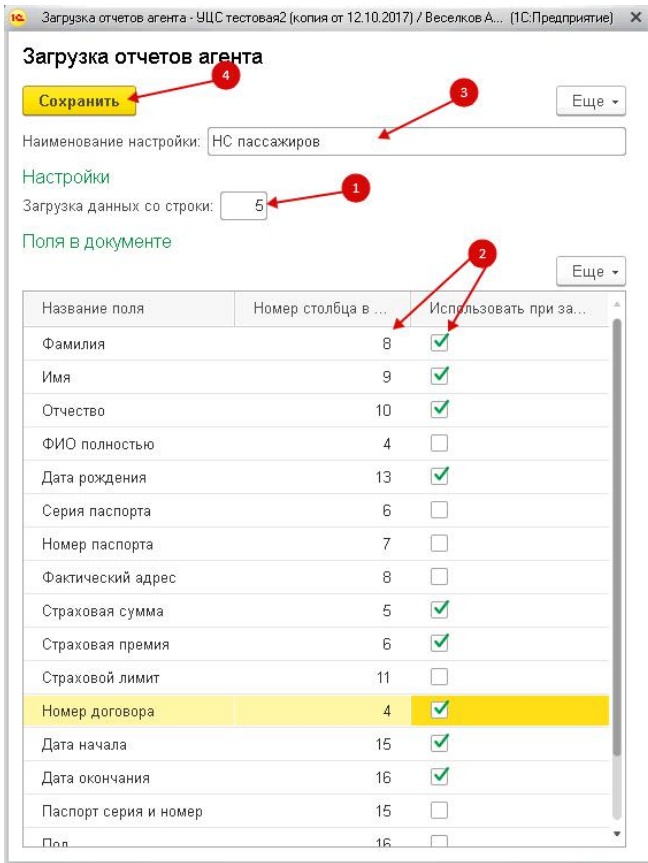 Загрузка отчетов агента - УЦС тестовая2 (копия от 12.10.2017) / Веселков А... (1С:Предприятие)
Загрузка отчетов агента
4
Сохранить
3
Еще
Наименование настройки: НС пассажиров
Настройки
1
Загрузка данных со строки: 5
Поля в документе
2
Еще
Название поля Номер столбца в ... Использовать при за...
Фамилия 8
Имя 9
Отчество 10
ФИО полностью 4
Дата рождения 13
Серия паспорта 6
Номер паспорта 7
Фактический адрес 8
Страховая сумма 5
Страховая премия 6
Страховой лимит 11
Номер договора 4
Дата начала 15
Дата окончания 16
Паспорт серия и номер 15
Пол 16